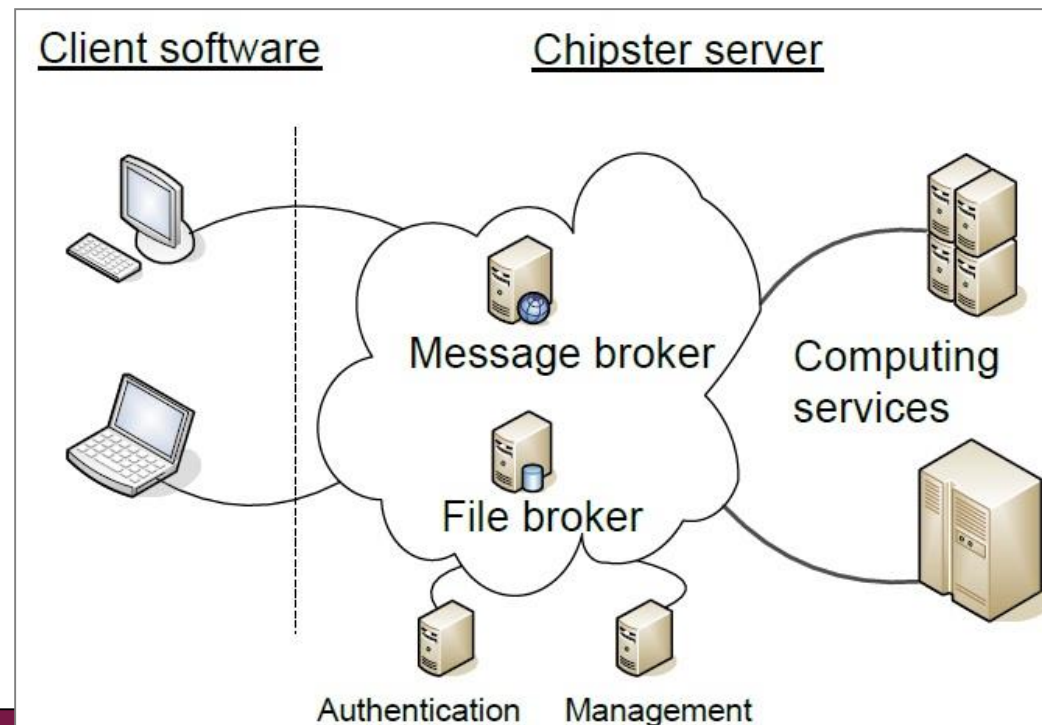 Client software
Chipster server
Message broker
Computing
services
File broker
Authentication
Management